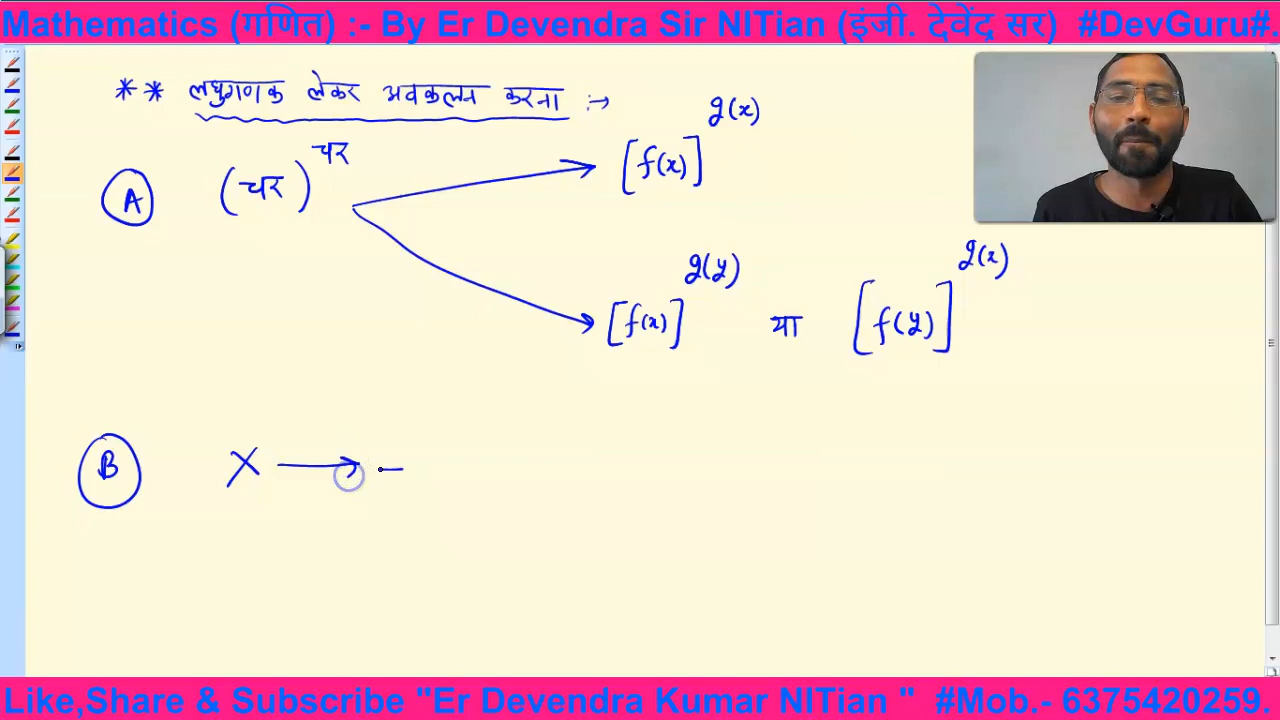 Mathematics (गणित) :- By Er Devendra Sir NITian (इंजी. देवेंद्र सर) #DevGuru#.
** लघुगणक लेकर अवकलन करना :→
A (चर)^चर → [f(x)]^g(x)
[f(x)]^g(y) या [f(y)]^g(x)
B X → -
Like,Share & Subscribe "Er Devendra Kumar NITian " #Mob.- 6375420259.